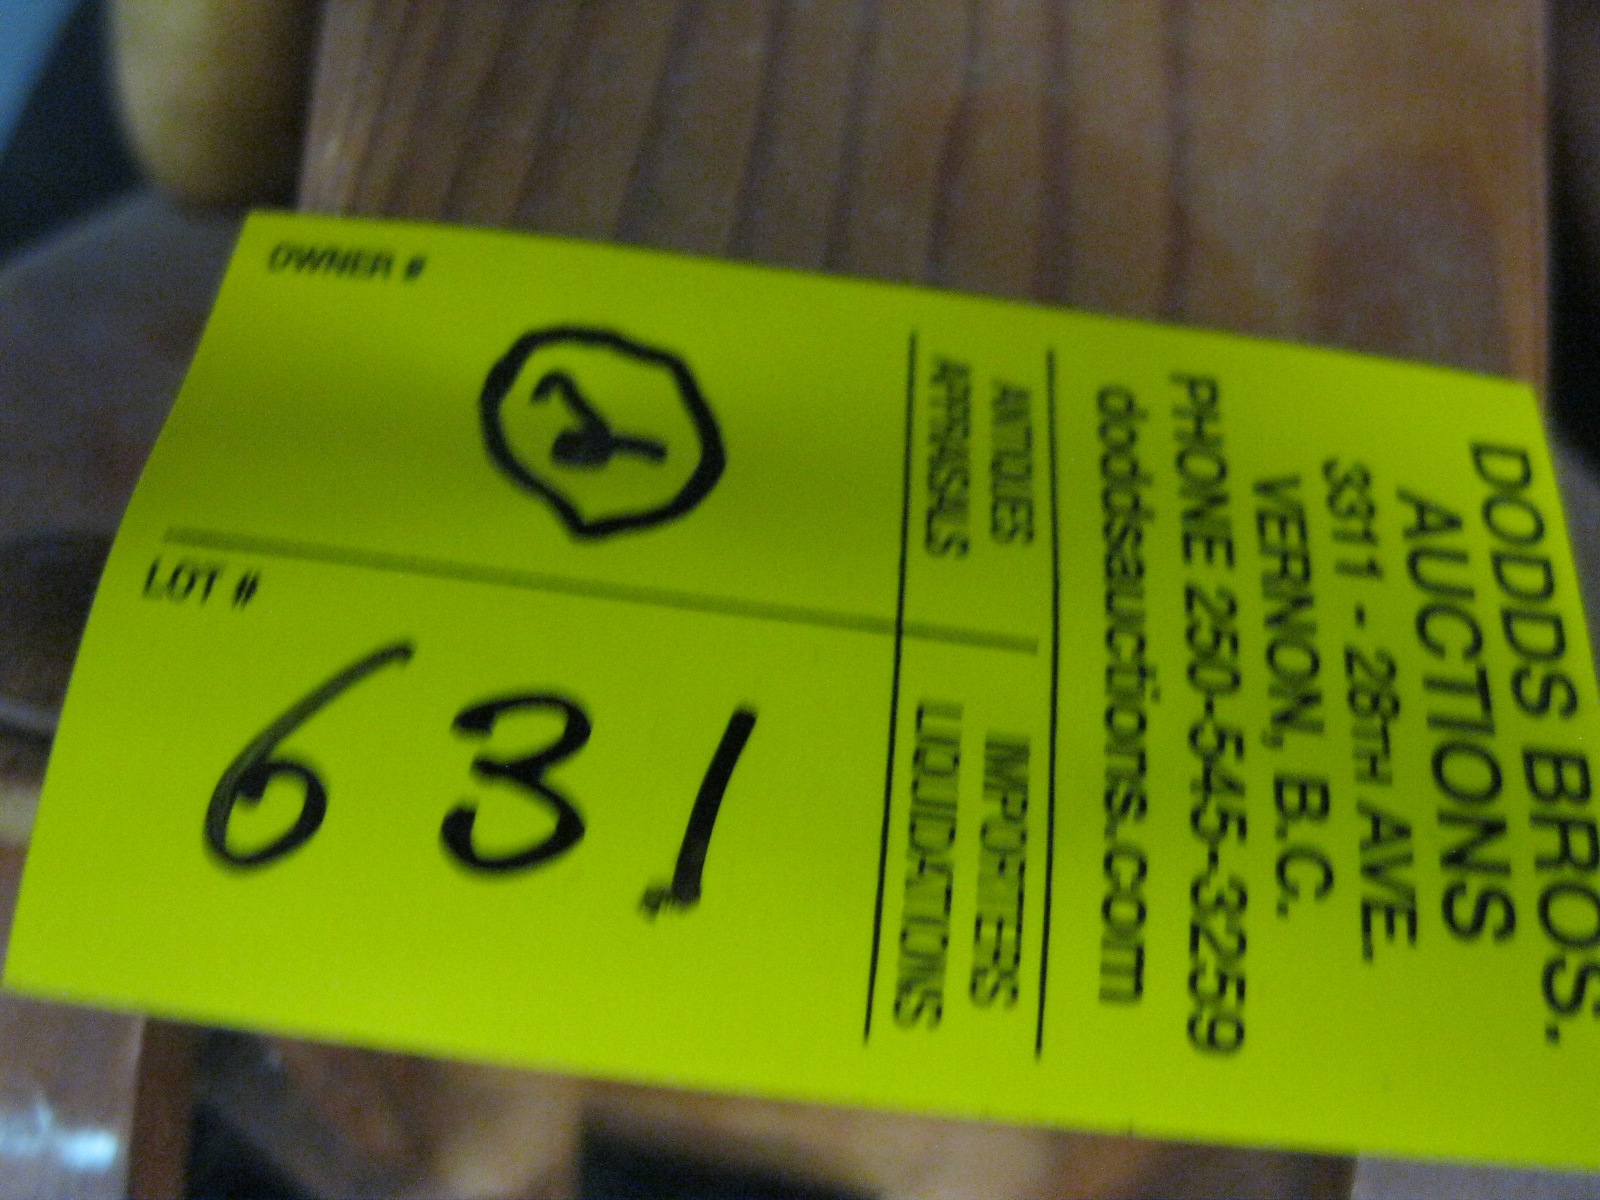 DODDS BROS.
AUCTIONS
3311 - 28TH AVE.
VERNON, B.C.
PHONE 250-545-3259
doddsauctions.com
ANTIQUES IMPORTERS
APPRAISALS LIQUIDATIONS
OWNER #
2
LOT #
631